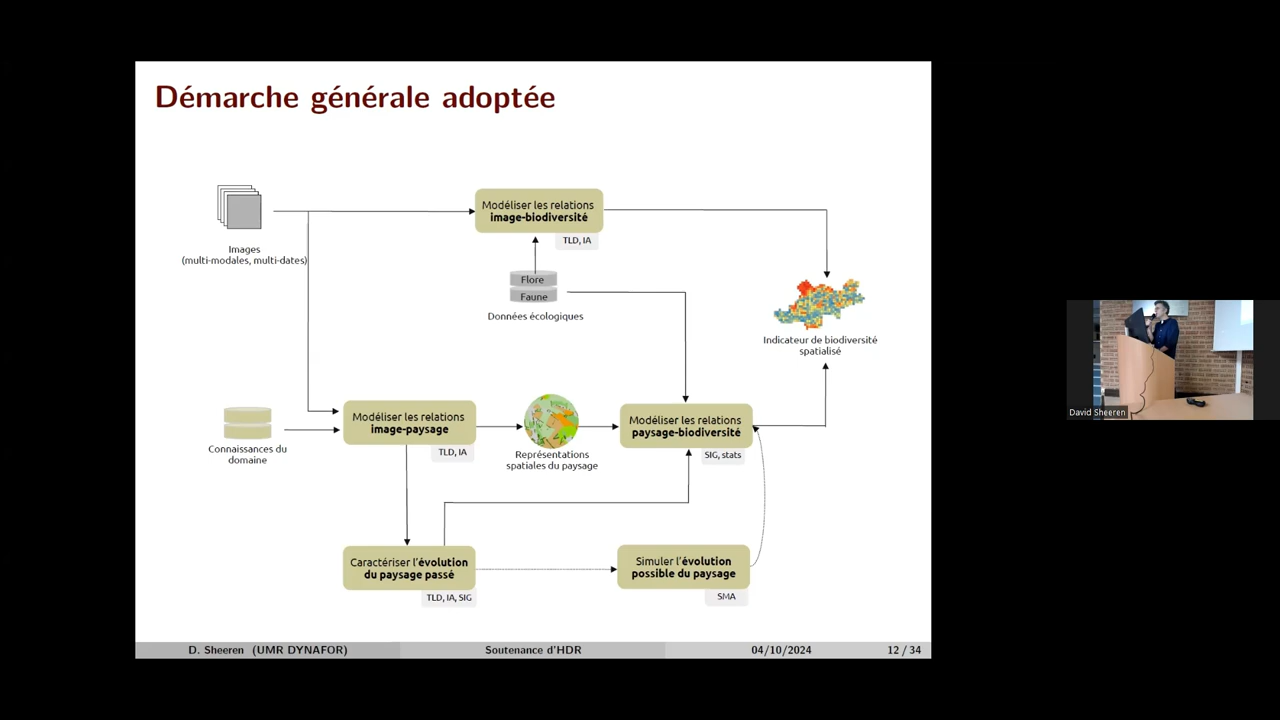 Démarche générale adoptée
Modéliser les relations
image-biodiversité
TLD, IA
Images
(multi-modales, multi-dates)
Flore
Faune
Données écologiques
Indicateur de biodiversité
spatialisé
Modéliser les relations
image-paysage
TLD, IA
Connaissances du
domaine
Représentations
spatiales du paysage
Modéliser les relations
paysage-biodiversité
SIG, stats
Caractériser l'évolution
du paysage passé
TLD, IA, SIG
Simuler l'évolution
possible du paysage
SMA
David Sheeren
D. Sheeren (UMR DYNAFOR)
Soutenance d'HDR
04/10/2024
12 / 34